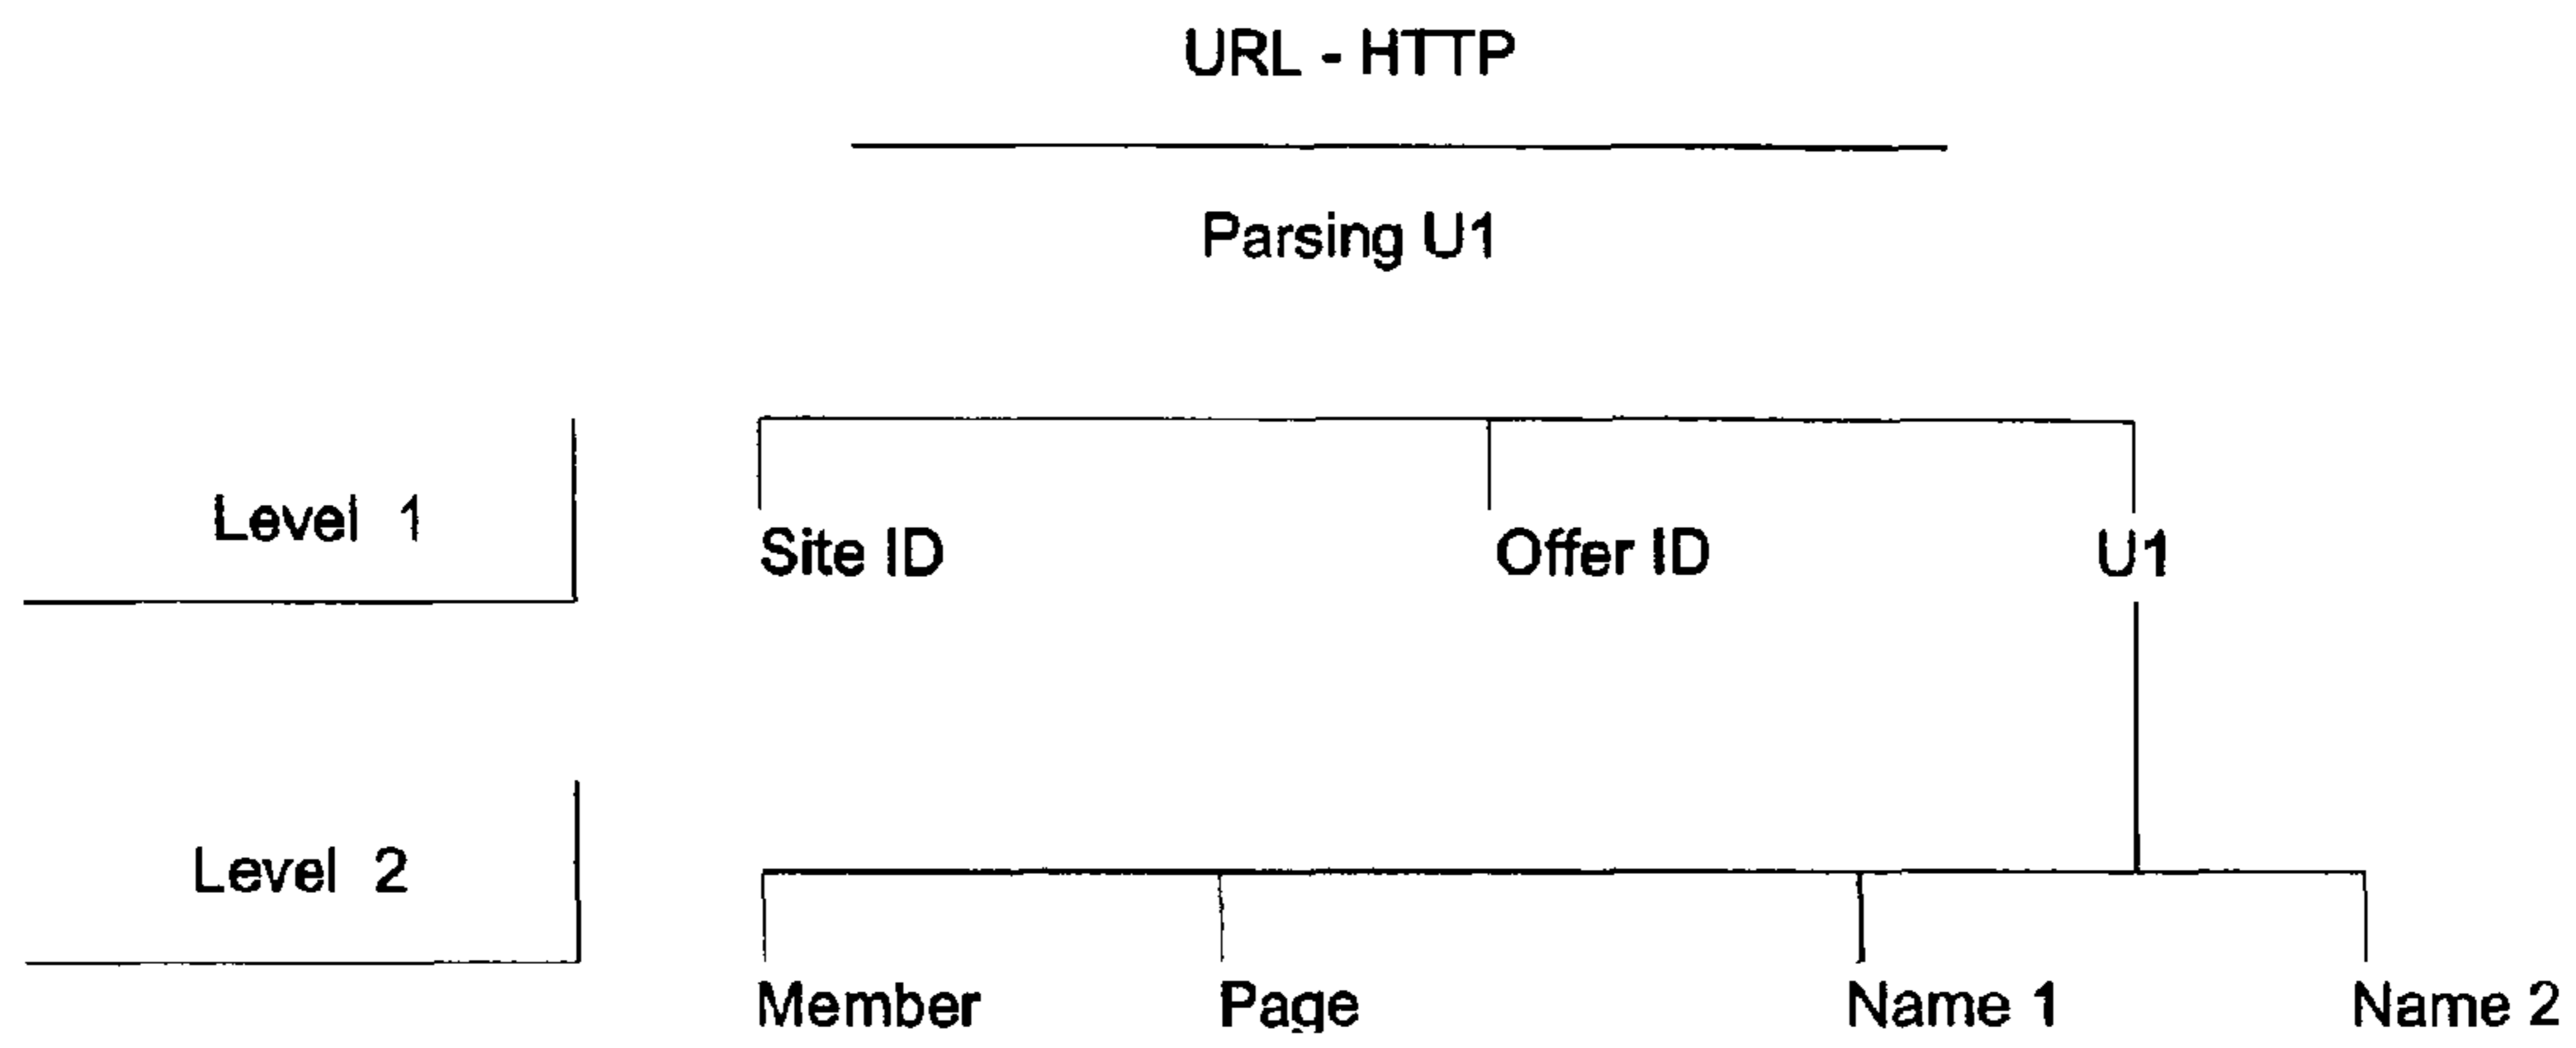 URL - HTTP
Parsing U1
Level 1
Site ID Offer ID U1
Level 2
Member Page Name 1 Name 2